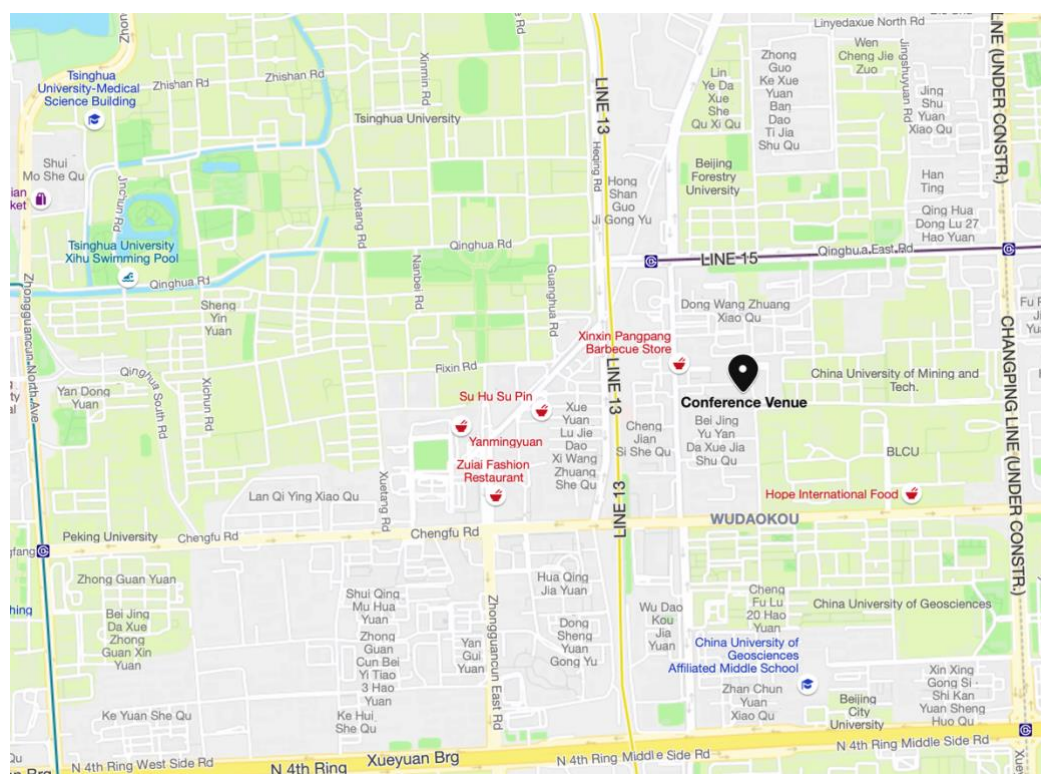 Linyedaxue North Rd
LINE (UNDER CONSTR.)
Tsinghua
University-Medical
Science Building
Zhishan Rd
Zhishan Rd
Xinmin Rd
Tsinghua University
LINE 13
Heqing Rd
Lin
Ye Da
Xue
She
Qu Xi Qu
Zhong
Guo
Ke Xue
Yuan
Ban
Dao
Ti Jia
Shu Qu
Wen
Cheng Jie
Zuo
Jingshuyuan Rd
Jing
Shu
Yuan
Xiao Qu
Shui
Mo She Qu
Jinchun Rd
Xuetang Rd
Hong
Shan
Guo
Ji Gong Yu
Beijing
Forestry
University
Han
Ting
Qing Hua
Dong Lu 27
Hao Yuan
Tsinghua University
Xihu Swimming Pool
Qinghua Rd
Qinghua Rd
Qinghua East Rd
LINE 15
Zhongguancun North Ave
Sheng
Yin
Yuan
Nanbei Rd
Guanghua Rd
Dong Wang Zhuang
Xiao Qu
Xinxin Pangpang
Barbecue Store
LINE 13
Fixin Rd
Conference Venue
China University of Mining and
Tech.
CHANGPING LINE (UNDER CONSTR.)
Yan Dong
Yuan
Qinghua South Rd
Xichun Rd
Su Hu Su Pin
Yanmingyuan
Zuiai Fashion
Restaurant
Xue
Yuan
Lu Jie
Dao
Xi Wang
Zhuang
She Qu
Cheng
Jian
Si She Qu
Bei Jing
Yu Yan
Da Xue Jia
Shu Qu
BLCU
Hope International Food
Lan Qi Ying Xiao Qu
Xuetang Rd
LINE 13
WUDAOKOU
Peking University
Chengfu Rd
Chengfu Rd
Zhong Guan Yuan
Bei Jing
Da Xue
Zhong
Guan Xin
Yuan
Shui Qing
Mu Hua
Yuan
Zhong
Guan
Cun Bei
Yi Tiao
3 Hao
Yuan
Yan
Gui
Yuan
Zhongguancun East Rd
Hua Qing
Jia Yuan
Dong
Sheng
Yuan
Gong Yu
Wu Dao
Kou
Jia
Yuan
Cheng
Fu Lu
20 Hao
Yuan
China University of Geosciences
China University of
Geosciences
Affiliated Middle School
Zhan Chun
Yuan
Xiao Qu
Beijing
City
University
Xin Xing
Gong Si
Shi Kan
Yuan Sheng
Huo Qu
Ke Yuan She Qu
Ke Hui
She Qu
N 4th Ring West Side Rd
N 4th Ring
Xueyuan Brg
N 4th Ring Middle Side Rd
N 4th Ring Middle Side Rd